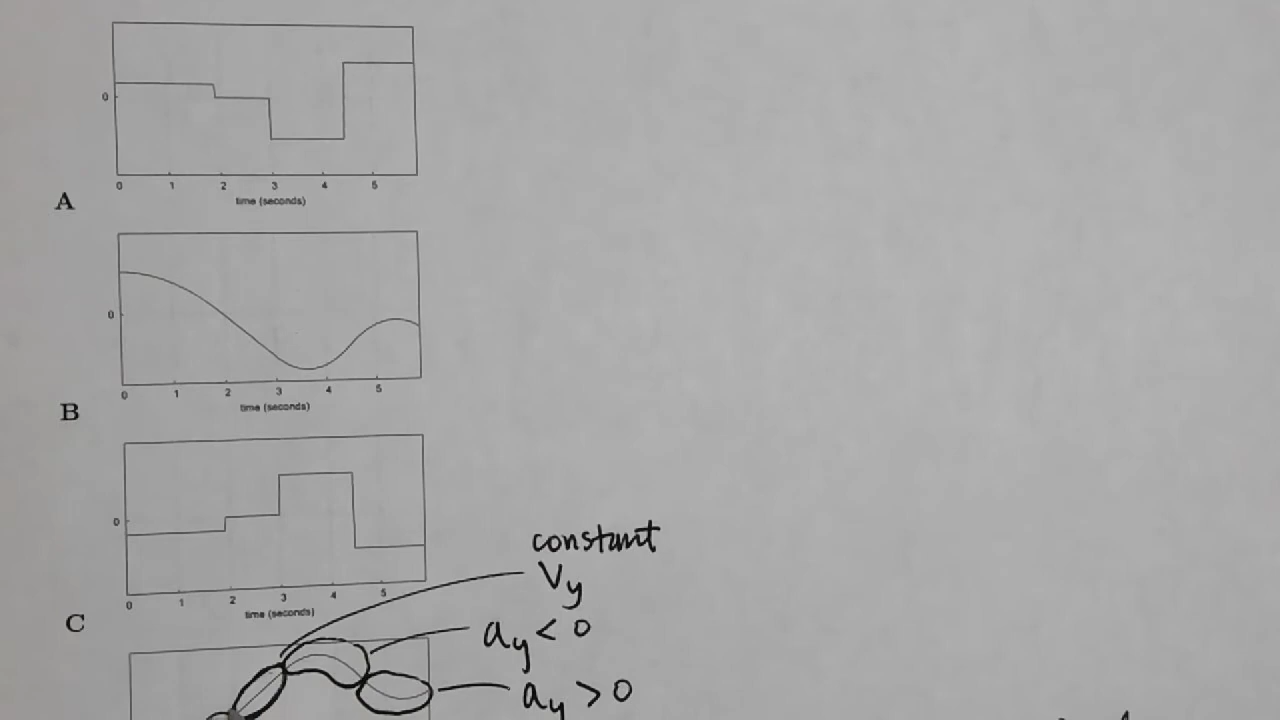 0
0 1 2 3 4 5
time (seconds)
A
0
0 1 2 3 4 5
time (seconds)
B
0
0 1 2 3 4 5
time (seconds)
C
constant
Vy
ay < 0
ay > 0